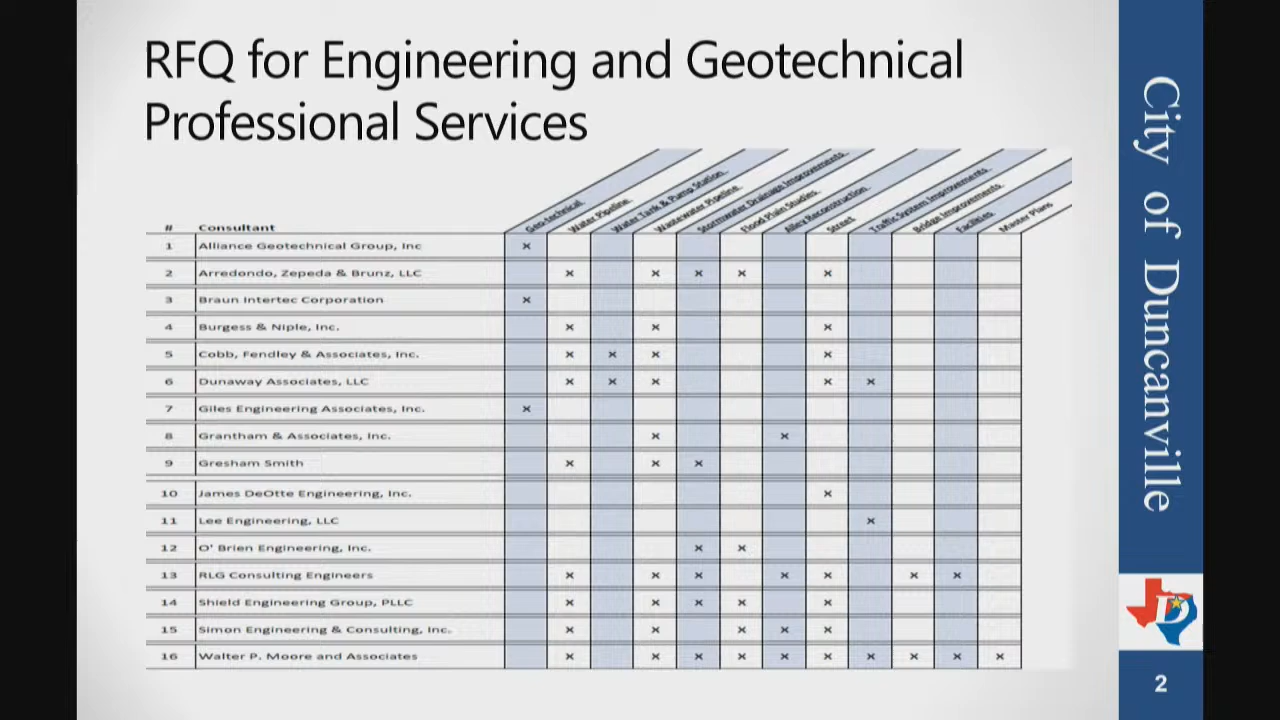 RFQ for Engineering and Geotechnical
Professional Services
# Consultant Geo-technical. Water Pipeline. Water Tank & Pump Station. Wastewater Pipeline. Stormwater Drainage Improvements. Flood Plain Studies. Alley Reconstruction. Street Traffic System Improvements. Bridge Improvements. Facilities Master Plans
1 Alliance Geotechnical Group, Inc x
2 Arredondo, Zepeda & Brunz, LLC x x x x x
3 Braun Intertec Corporation x
4 Burgess & Niple, Inc. x x x
5 Cobb, Fendley & Associates, Inc. x x x x
6 Dunaway Associates, LLC x x x x x
7 Giles Engineering Associates, Inc. x
8 Grantham & Associates, Inc. x x
9 Gresham Smith x x x
10 James DeOtte Engineering, Inc. x
11 Lee Engineering, LLC x
12 O' Brien Engineering, Inc. x x
13 RLG Consulting Engineers x x x x x x x
14 Shield Engineering Group, PLLC x x x x x
15 Simon Engineering & Consulting, Inc. x x x x x
16 Walter P. Moore and Associates x x x x x x x x x x
City of Duncanville
D
2